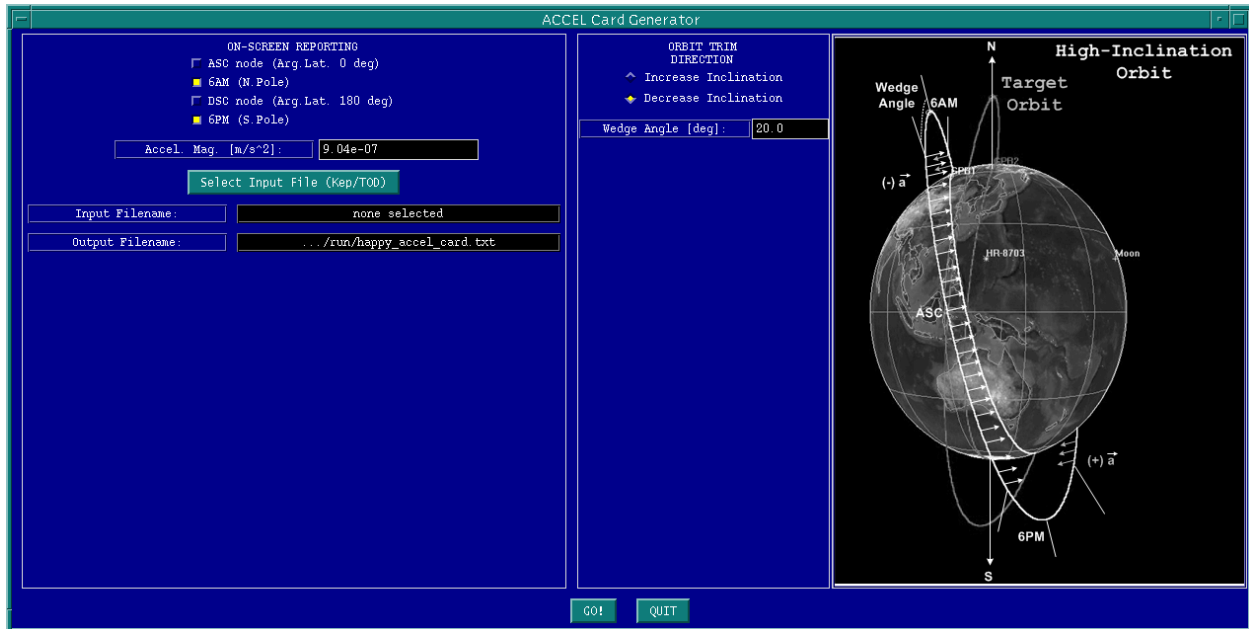 ACCEL Card Generator
ON-SCREEN REPORTING
ASC node (Arg.Lat. 0 deg)
6AM (N.Pole)
DSC node (Arg.Lat. 180 deg)
6PM (S.Pole)
Accel. Mag. [m/s^2]: 9.04e-07
Select Input File (Kep/TOD)
Input Filename: none selected
Output Filename: .../run/happy_accel_card.txt
ORBIT TRIM
DIRECTION
Increase Inclination
Decrease Inclination
Wedge Angle [deg]: 20.0
N
High-Inclination
Orbit
Target
Orbit
Wedge
Angle
6AM
GPB2
GPB1
(-) a
HR-8703
Moon
ASC
(+) a
6PM
S
GO!
QUIT